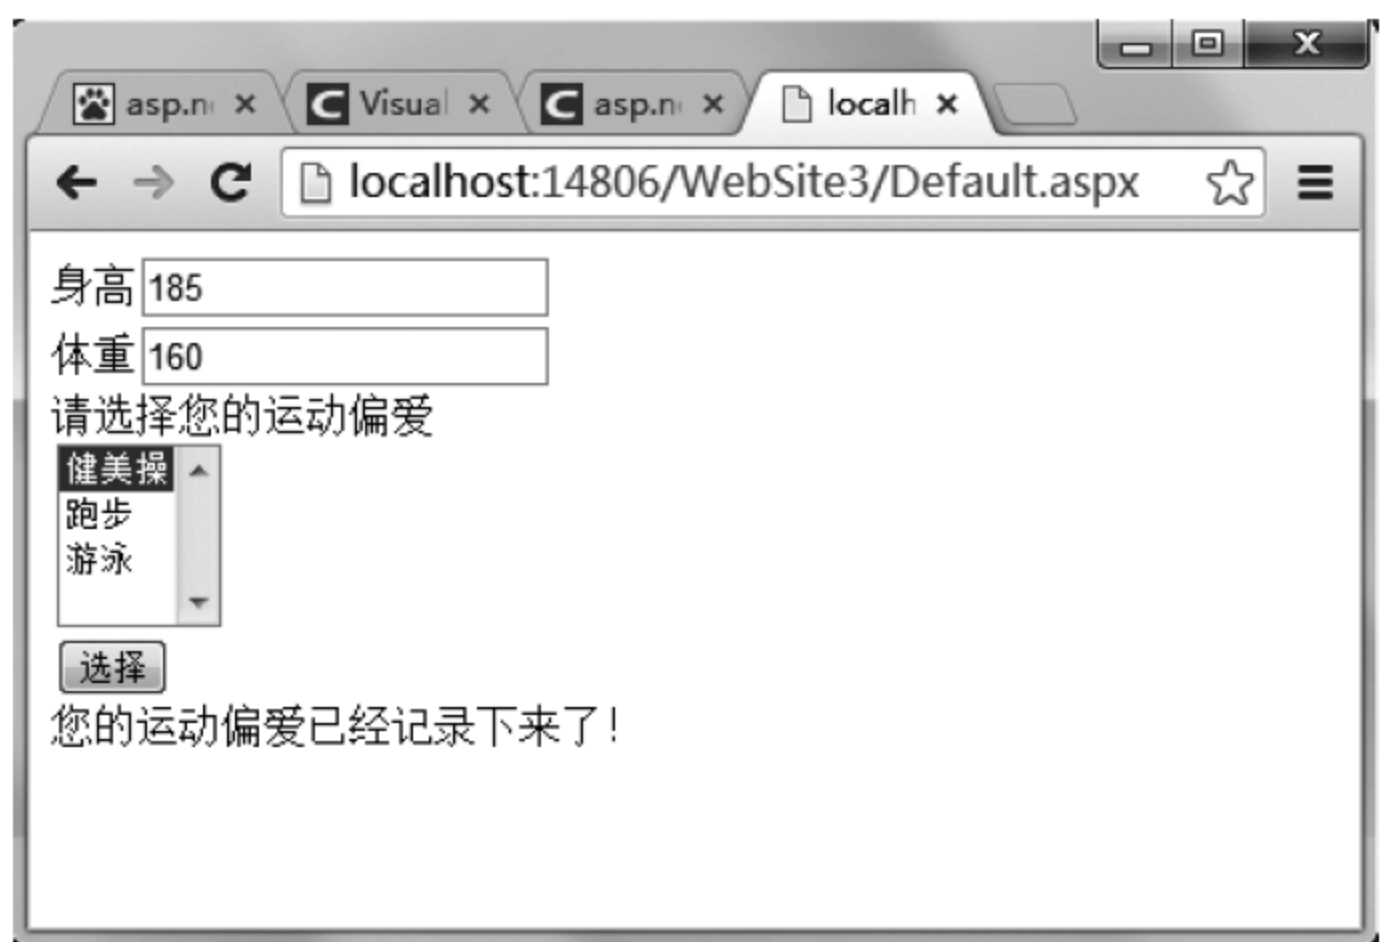 asp.n
Visual
asp.n
localh
localhost:14806/WebSite3/Default.aspx
身高 185
体重 160
请选择您的运动偏爱
健美操
跑步
游泳
选择
您的运动偏爱已经记录下来了!